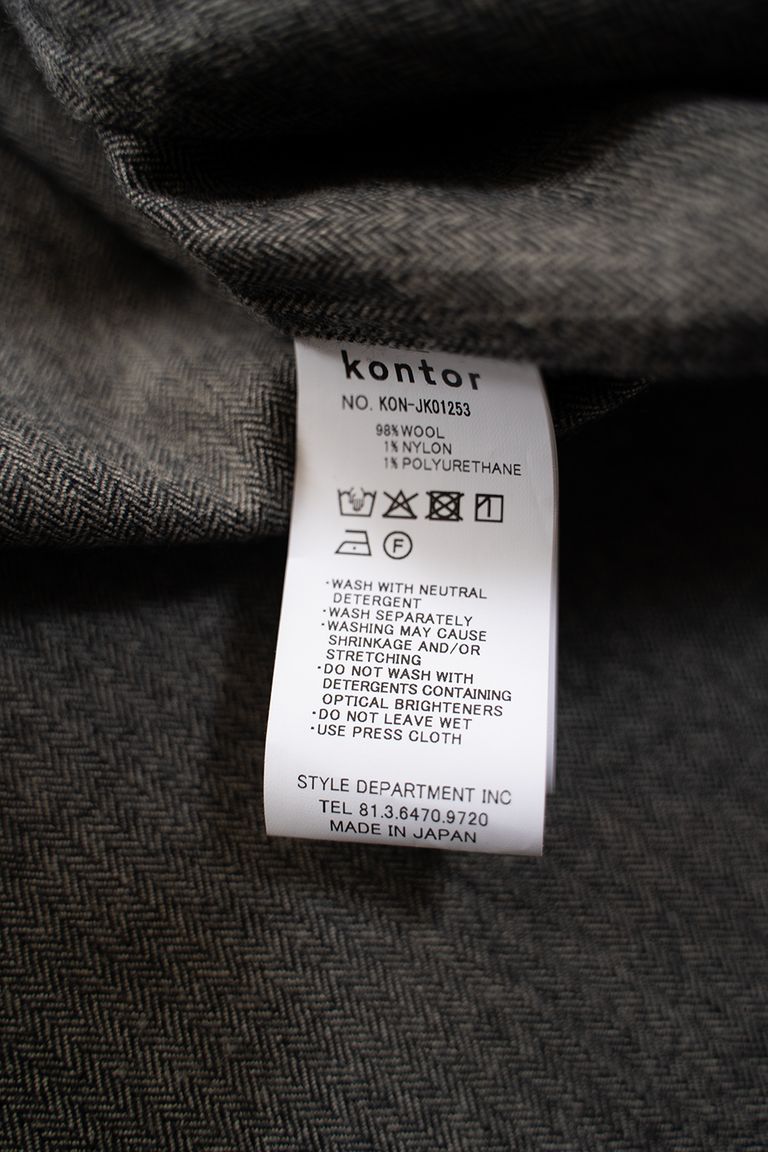 kontor
NO. KON-JK01253
98%WOOL
1%NYLON
1%POLYURETHANE
F
·WASH WITH NEUTRAL
DETERGENT
·WASH SEPARATELY
·WASHING MAY CAUSE
SHRINKAGE AND/OR
STRETCHING
·DO NOT WASH WITH
DETERGENTS CONTAINING
OPTICAL BRIGHTENERS
·DO NOT LEAVE WET
·USE PRESS CLOTH
STYLE DEPARTMENT INC
TEL 81.3.6470.9720
MADE IN JAPAN